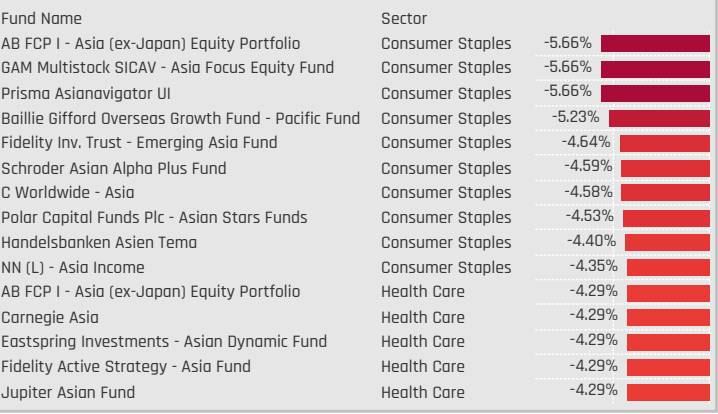 Fund Name Sector
AB FCP I - Asia (ex-Japan) Equity Portfolio Consumer Staples -5.66%
GAM Multistock SICAV - Asia Focus Equity Fund Consumer Staples -5.66%
Prisma Asianavigator UI Consumer Staples -5.66%
Baillie Gifford Overseas Growth Fund - Pacific Fund Consumer Staples -5.23%
Fidelity Inv. Trust - Emerging Asia Fund Consumer Staples -4.64%
Schroder Asian Alpha Plus Fund Consumer Staples -4.59%
C Worldwide - Asia Consumer Staples -4.58%
Polar Capital Funds Plc - Asian Stars Funds Consumer Staples -4.53%
Handelsbanken Asien Tema Consumer Staples -4.40%
NN (L) - Asia Income Consumer Staples -4.35%
AB FCP I - Asia (ex-Japan) Equity Portfolio Health Care -4.29%
Carnegie Asia Health Care -4.29%
Eastspring Investments - Asian Dynamic Fund Health Care -4.29%
Fidelity Active Strategy - Asia Fund Health Care -4.29%
Jupiter Asian Fund Health Care -4.29%